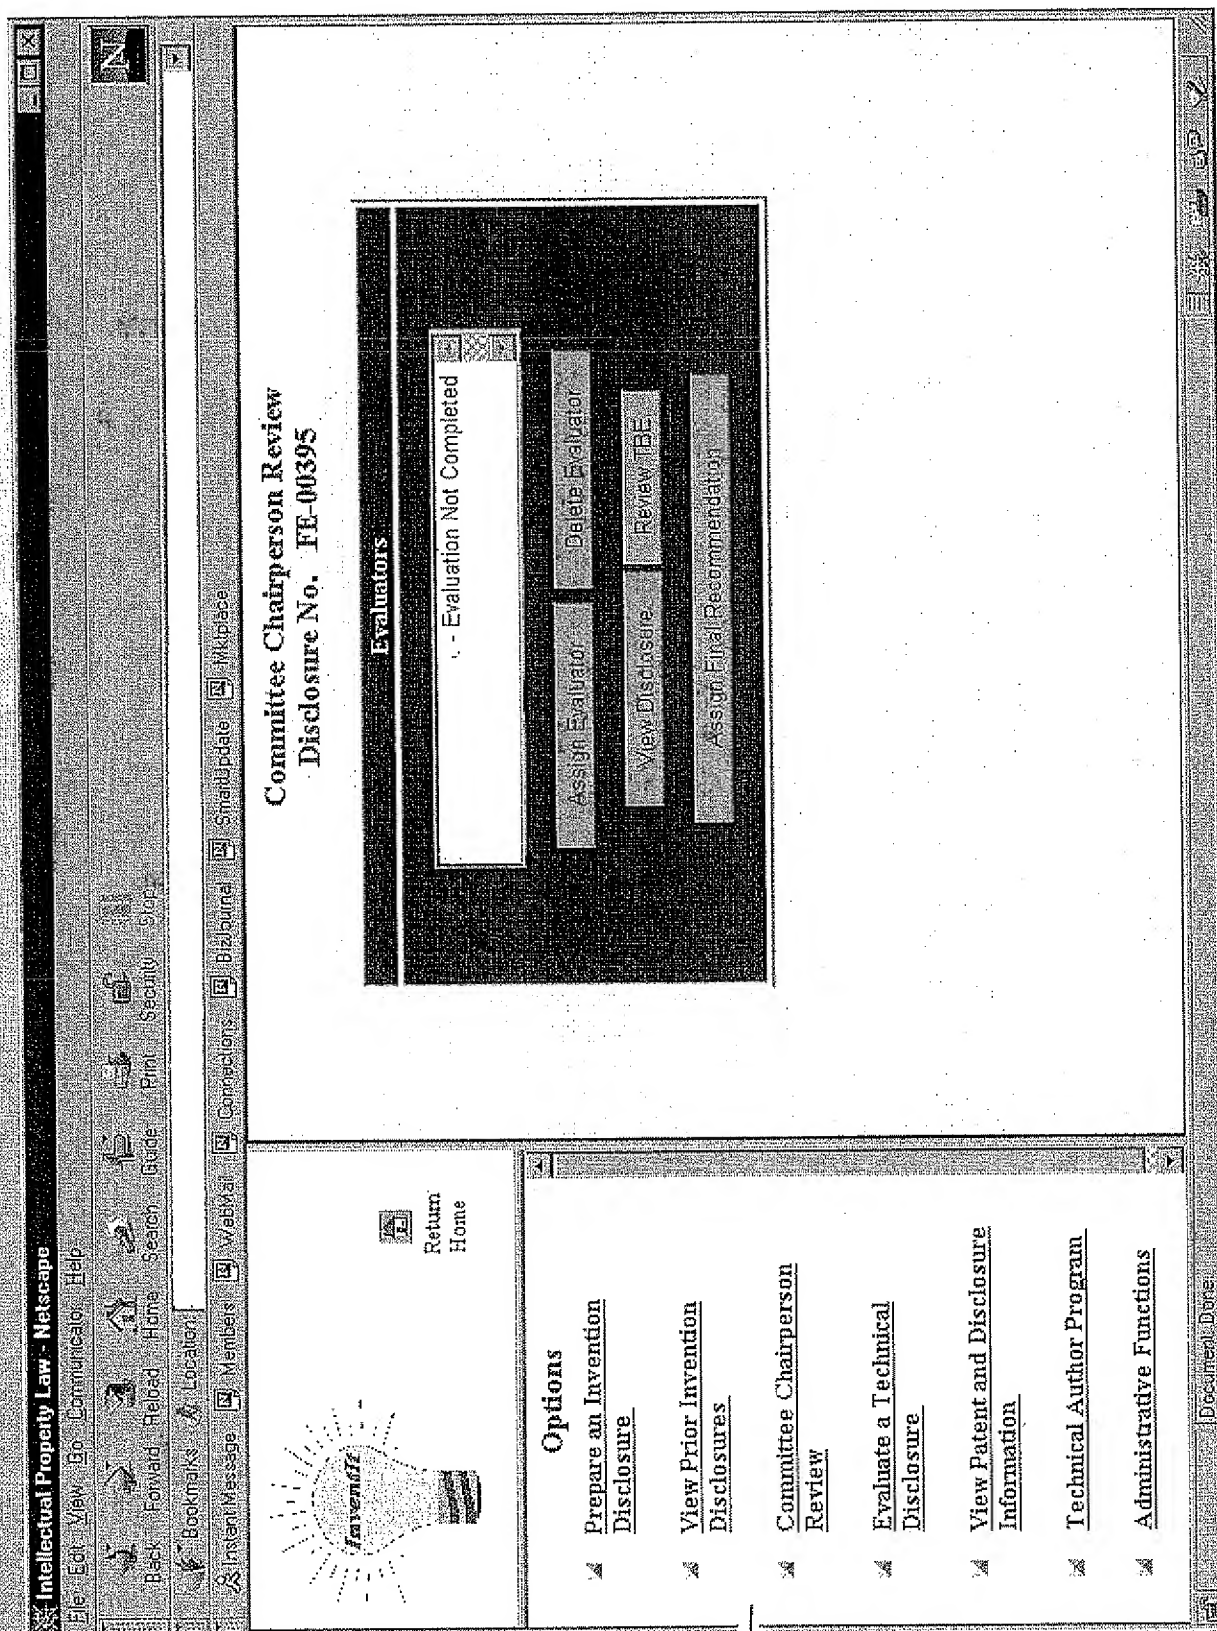 Intellectual Property Law - Netscape
File Edit View Go Communicator Help
Back Forward Reload Home Search Guide Print Security Stop
Bookmarks Location:
Instant Message Members WebMail Connections BizJournal SmartUpdate Mktplace
Return
Home
Options
Prepare an Invention
Disclosure
View Prior Invention
Disclosures
Committee Chairperson
Review
Evaluate a Technical
Disclosure
View Patent and Disclosure
Information
Technical Author Program
Administrative Functions
Committee Chairperson Review
Disclosure No. FE-00395
Evaluators
- Evaluation Not Completed
Assign Evaluator Delete Evaluator
View Disclosure Review TBE
Assign Final Recommendation
Document: Done